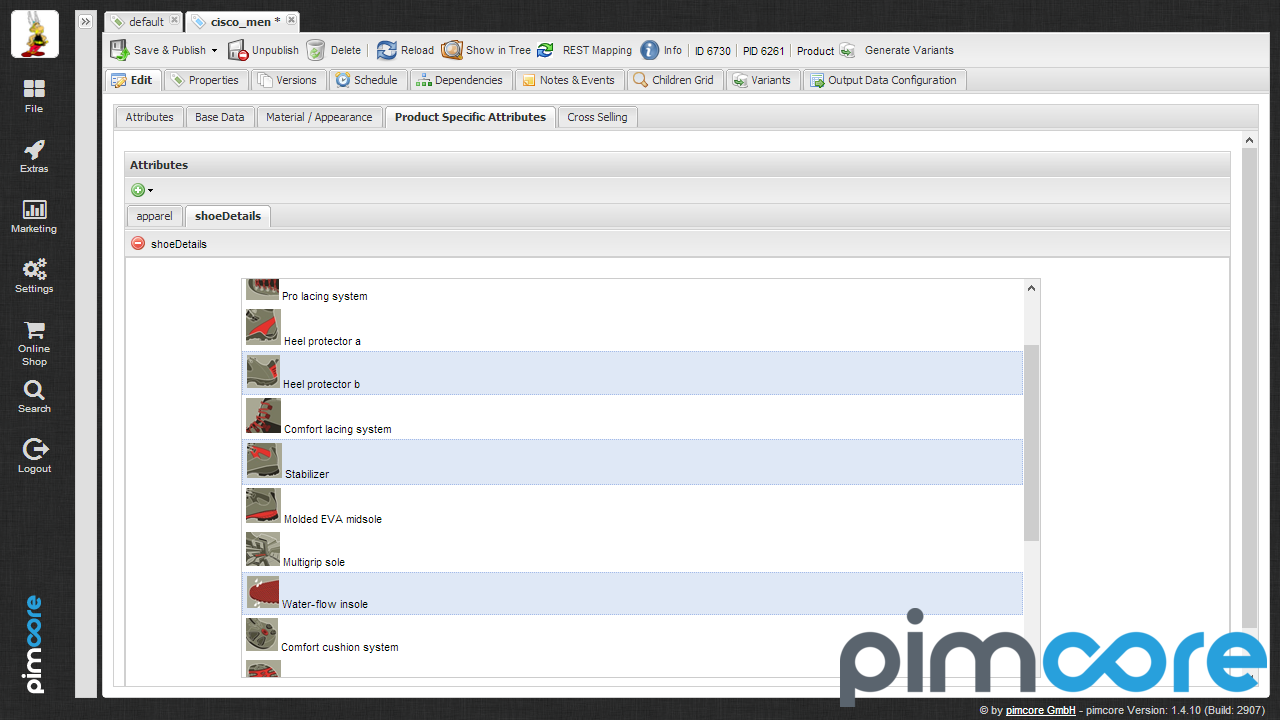 default
cisco_men *
Save & Publish
Unpublish
Delete
Reload
Show in Tree
REST Mapping
Info
ID 6730
PID 6261
Product
Generate Variants
Edit
Properties
Versions
Schedule
Dependencies
Notes & Events
Children Grid
Variants
Output Data Configuration
Attributes
Base Data
Material / Appearance
Product Specific Attributes
Cross Selling
Attributes
apparel
shoeDetails
shoeDetails
Pro lacing system
Heel protector a
Heel protector b
Comfort lacing system
Stabilizer
Molded EVA midsole
Multigrip sole
Water-flow insole
Comfort cushion system
File
Extras
Marketing
Settings
Online
Shop
Search
Logout
pimcore
pimcore
© by pimcore GmbH - pimcore Version: 1.4.10 (Build: 2907)